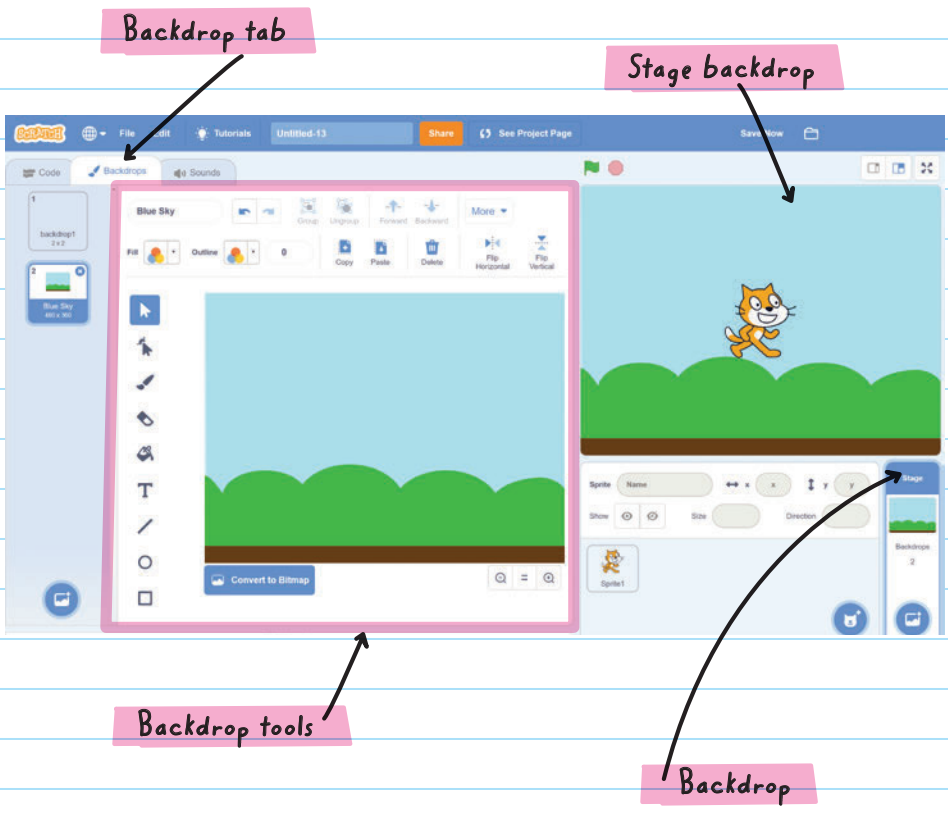 Backdrop tab
Stage backdrop
SCRATCH File Edit Tutorials Untitled-13 Share See Project Page Save Now
Code Backdrops Sounds
1
backdrop1
2 x 2
2
Blue Sky
480 x 360
Blue Sky Group Ungroup Forward Backward More
Fill Outline 0 Copy Paste Delete Flip Horizontal Flip Vertical
T
Convert to Bitmap
=
Sprite Name x x y y
Show Size Direction
Sprite1
Stage
Backdrops
2
Backdrop tools
Backdrop